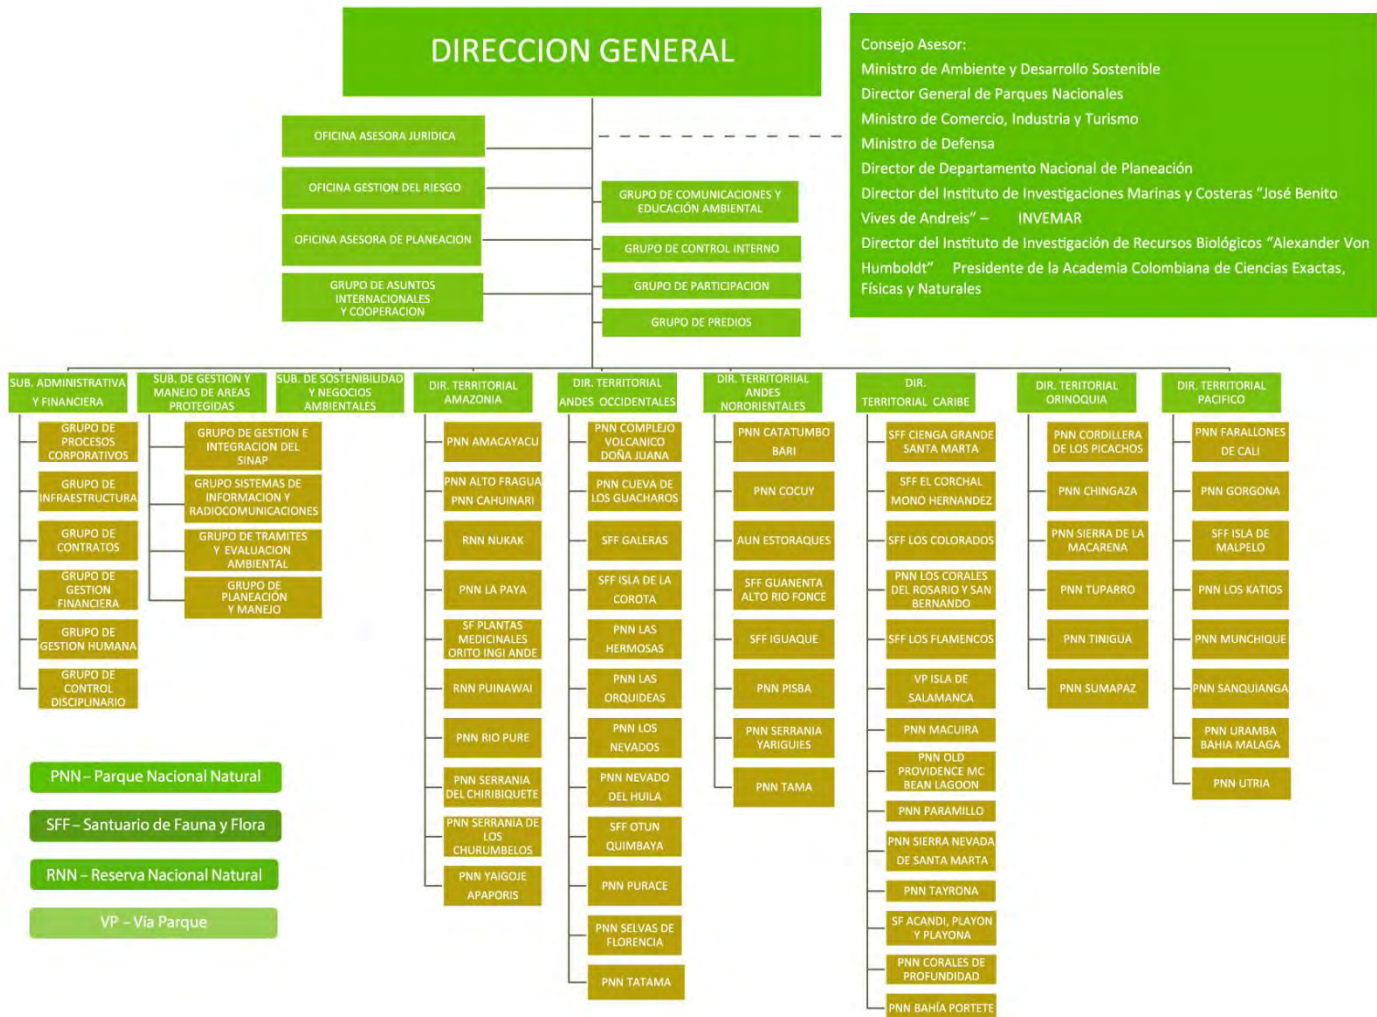 DIRECCION GENERAL
Consejo Asesor:
Ministro de Ambiente y Desarrollo Sostenible
Director General de Parques Nacionales
Ministro de Comercio, Industria y Turismo
Ministro de Defensa
Director de Departamento Nacional de Planeación
Director del Instituto de Investigaciones Marinas y Costeras "José Benito
Vives de Andreis" – INVEMAR
Director del Instituto de Investigación de Recursos Biológicos "Alexander Von
Humboldt" Presidente de la Academia Colombiana de Ciencias Exactas,
Físicas y Naturales
OFICINA ASESORA JURIDICA
OFICINA GESTION DEL RIESGO
OFICINA ASESORA DE PLANEACION
GRUPO DE ASUNTOS
INTERNACIONALES
Y COOPERACION
GRUPO DE COMUNICACIONES Y
EDUCACIÓN AMBIENTAL
GRUPO DE CONTROL INTERNO
GRUPO DE PARTICIPACION
GRUPO DE PREDIOS
SUB. ADMINISTRATIVA
Y FINANCIERA
GRUPO DE
PROCESOS
CORPORATIVOS
GRUPO DE
INFRAESTRUCTURA
GRUPO DE
CONTRATOS
GRUPO DE
GESTION
FINANCIERA
GRUPO DE
GESTION HUMANA
GRUPO DE
CONTROL
DISCIPLINARIO
SUB. DE GESTION Y
MANEJO DE AREAS
PROTEGIDAS
GRUPO DE GESTION E
INTEGRACION DEL
SINAP
GRUPO SISTEMAS DE
INFORMACION Y
RADIOCOMUNICACIONES
GRUPO DE TRAMITES
Y EVALUACION
AMBIENTAL
GRUPO DE
PLANEACIÓN
Y MANEJO
SUB. DE SOSTENIBILIDAD
Y NEGOCIOS
AMBIENTALES
DIR. TERRITORIAL
AMAZONIA
PNN AMACAYACU
PNN ALTO FRAGUA
PNN CAHUINARI
RNN NUKAK
PNN LA PAYA
SF PLANTAS
MEDICINALES
ORITO INGI ANDE
RNN PUINAWAI
PNN RIO PURE
PNN SERRANIA
DEL CHIRIBIQUETE
PNN SERRANIA DE
LOS
CHURUMBELOS
PNN YAIGOJE
APAPORIS
DIR. TERRITORIAL
ANDES OCCIDENTALES
PNN COMPLEJO
VOLCANICO
DOÑA JUANA
PNN CUEVA DE
LOS GUACHAROS
SFF GALERAS
SFF ISLA DE LA
COROTA
PNN LAS
HERMOSAS
PNN LAS
ORQUIDEAS
PNN LOS
NEVADOS
PNN NEVADO
DEL HUILA
SFF OTUN
QUIMBAYA
PNN PURACE
PNN SELVAS DE
FLORENCIA
PNN TATAMA
DIR. TERRITORIIAL
ANDES
NORORIENTALES
PNN CATATUMBO
BARI
PNN COCUY
AUN ESTORAQUES
SFF GUANENTA
ALTO RIO FONCE
SFF IGUAQUE
PNN PISBA
PNN SERRANIA
YARIGUIES
PNN TAMA
DIR.
TERRITORIAL CARIBE
SFF CIENGA GRANDE
SANTA MARTA
SFF EL CORCHAL
MONO HERNANDEZ
SFF LOS COLORADOS
PNN LOS CORALES
DEL ROSARIO Y SAN
BERNANDO
SFF LOS FLAMENCOS
VP ISLA DE
SALAMANCA
PNN MACUIRA
PNN OLD
PROVIDENCE MC
BEAN LAGOON
PNN PARAMILLO
PNN SIERRA NEVADA
DE SANTA MARTA
PNN TAYRONA
SF ACANDI, PLAYON
Y PLAYONA
PNN CORALES DE
PROFUNDIDAD
PNN BAHÍA PORTETE
DIR. TERITORIAL
ORINOQUIA
PNN CORDILLERA
DE LOS PICACHOS
PNN CHINGAZA
PNN SIERRA DE LA
MACARENA
PNN TUPARRO
PNN TINIGUA
PNN SUMAPAZ
DIR. TERRITORIAL
PACIFICO
PNN FARALLONES
DE CALI
PNN GORGONA
SFF ISLA DE
MALPELO
PNN LOS KATIOS
PNN MUNCHIQUE
PNN SANQUIANGA
PNN URAMBA
BAHIA MALAGA
PNN UTRIA
PNN – Parque Nacional Natural
SFF – Santuario de Fauna y Flora
RNN – Reserva Nacional Natural
VP – Vía Parque